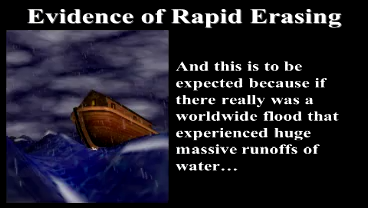 Evidence of Rapid Erasing
And this is to be
expected because if
there really was a
worldwide flood that
experienced huge
massive runoffs of
water…